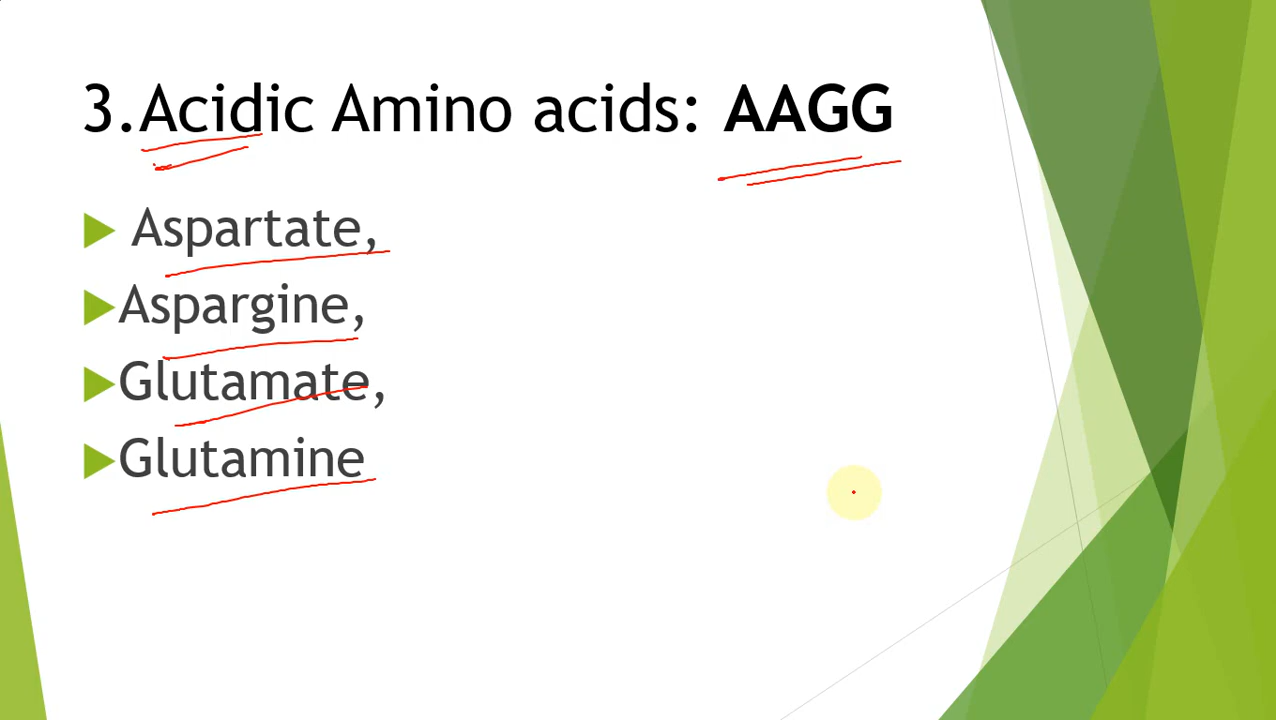 3.Acidic Amino acids: AAGG
Aspartate,
Aspargine,
Glutamate,
Glutamine